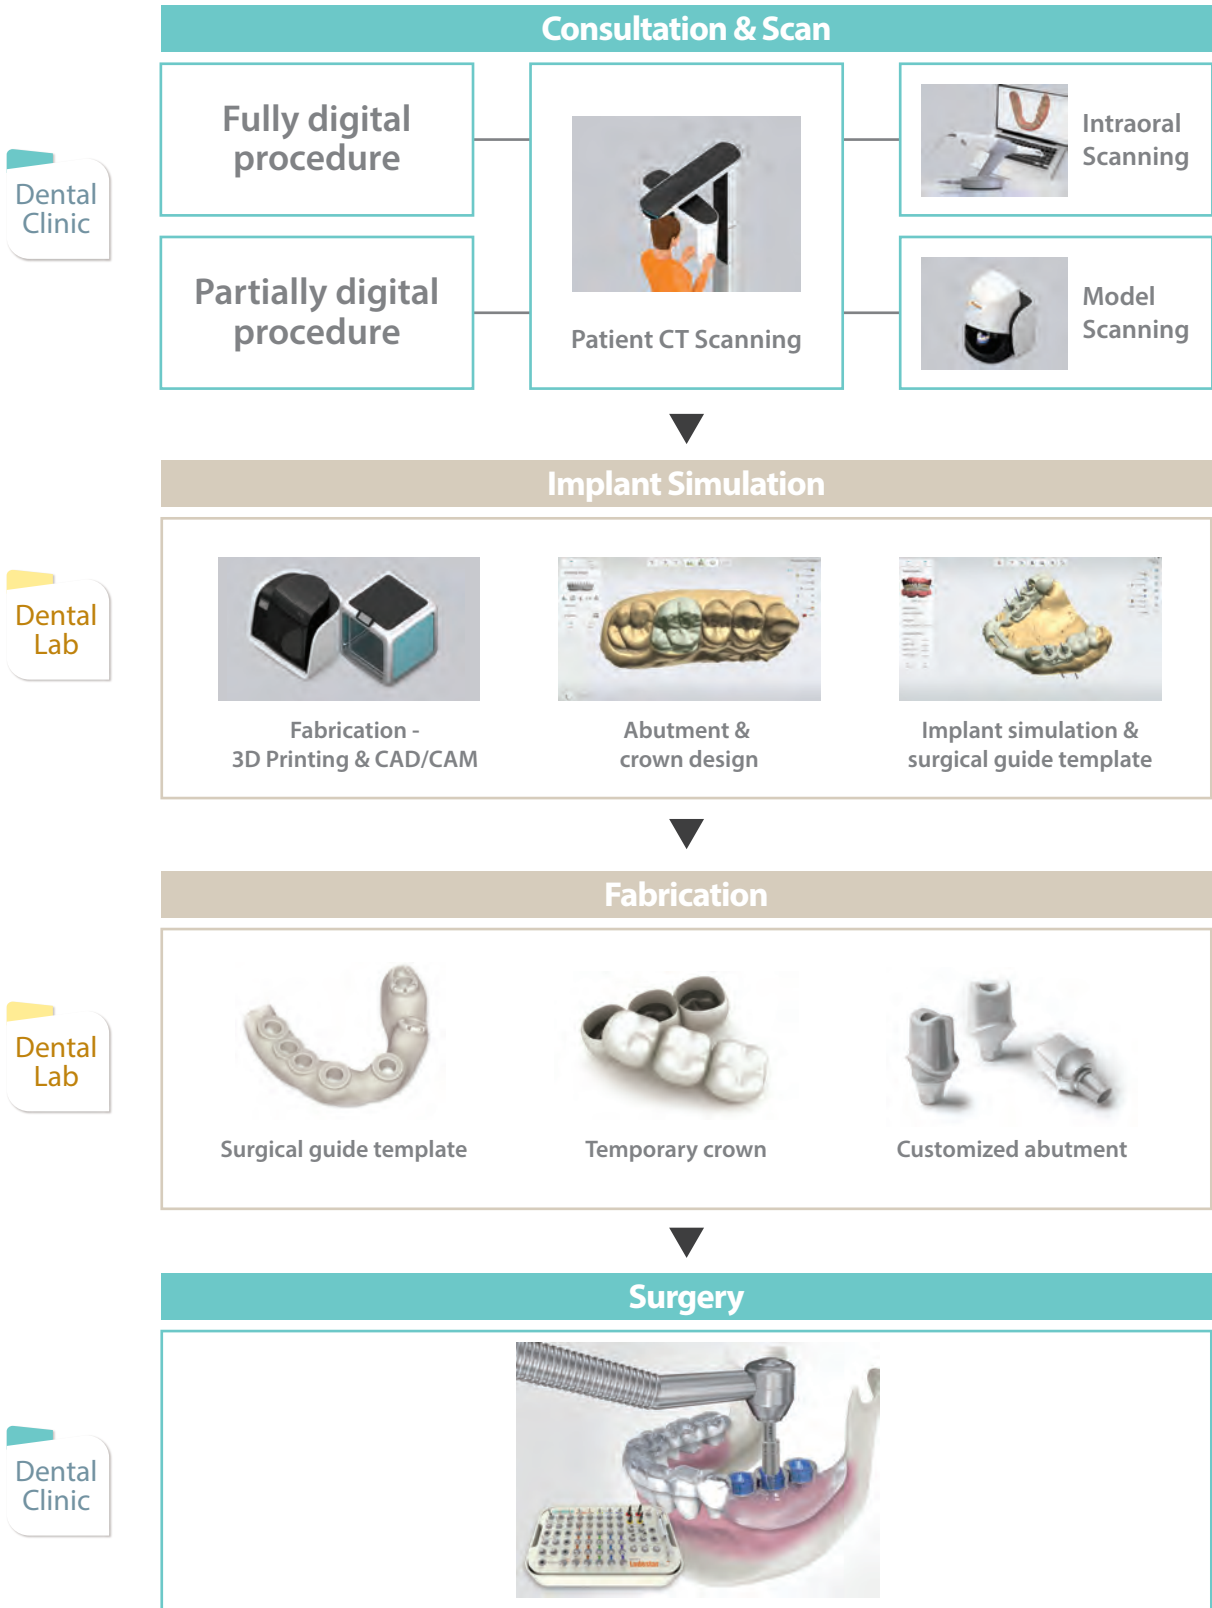 Consultation & Scan
Dental
Clinic
Fully digital
procedure
Partially digital
procedure
Patient CT Scanning
Intraoral
Scanning
Model
Scanning
Implant Simulation
Dental
Lab
Fabrication -
3D Printing & CAD/CAM
Abutment &
crown design
Implant simulation &
surgical guide template
Fabrication
Dental
Lab
Surgical guide template
Temporary crown
Customized abutment
Surgery
Dental
Clinic